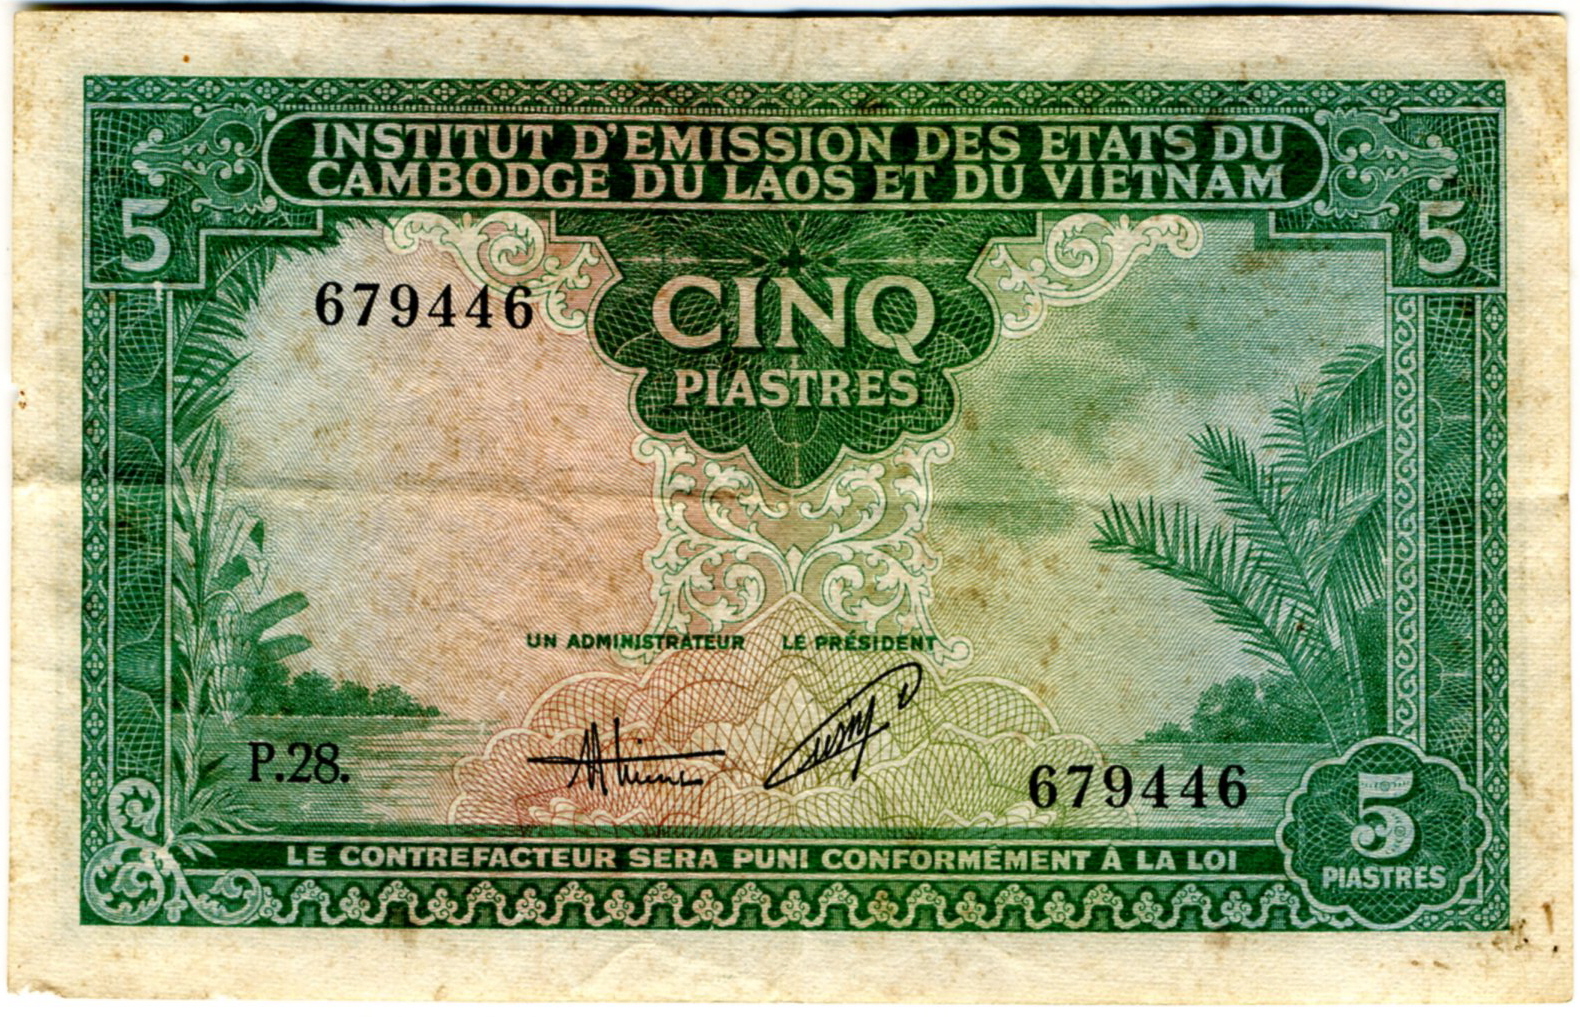 INSTITUT D'EMISSION DES ETATS DU
CAMBODGE DU LAOS ET DU VIETNAM
5
5
679446
CINQ
PIASTRES
UN ADMINISTRATEUR LE PRÉSIDENT
P.28.
679446
5
PIASTRES
LE CONTREFACTEUR SERA PUNI CONFORMÉMENT À LA LOI